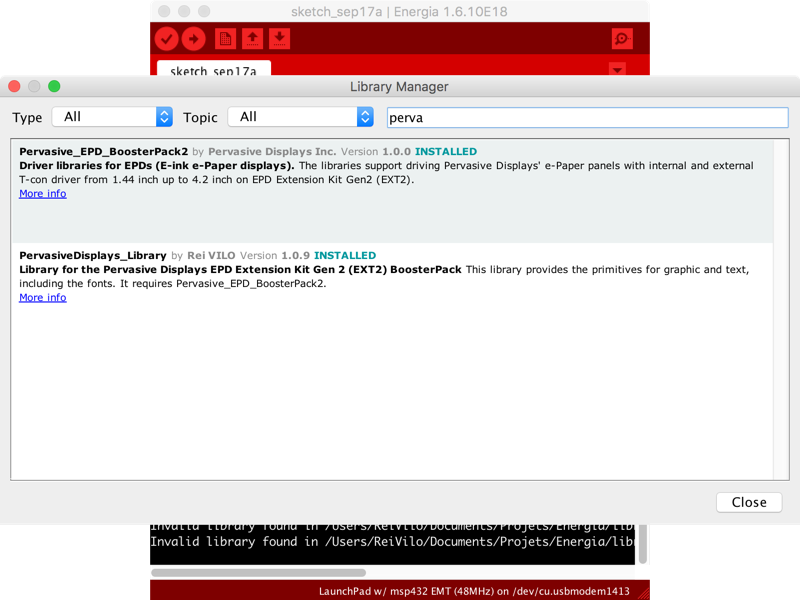 sketch_sep17a | Energia 1.6.10E18
sketch_sep17a
Library Manager
Type All Topic All perva
Pervasive_EPD_BoosterPack2 by Pervasive Displays Inc. Version 1.0.0 INSTALLED
Driver libraries for EPDs (E-ink e-Paper displays). The libraries support driving Pervasive Displays' e-Paper panels with internal and external
T-con driver from 1.44 inch up to 4.2 inch on EPD Extension Kit Gen2 (EXT2).
More info
PervasiveDisplays_Library by Rei VILO Version 1.0.9 INSTALLED
Library for the Pervasive Displays EPD Extension Kit Gen 2 (EXT2) BoosterPack This library provides the primitives for graphic and text,
including the fonts. It requires Pervasive_EPD_BoosterPack2.
More info
Close
Invalid library found in /Users/ReiVilo/Documents/Projets/Energia/lib
Invalid library found in /Users/ReiVilo/Documents/Projets/Energia/libr
LaunchPad w/ msp432 EMT (48MHz) on /dev/cu.usbmodem1413